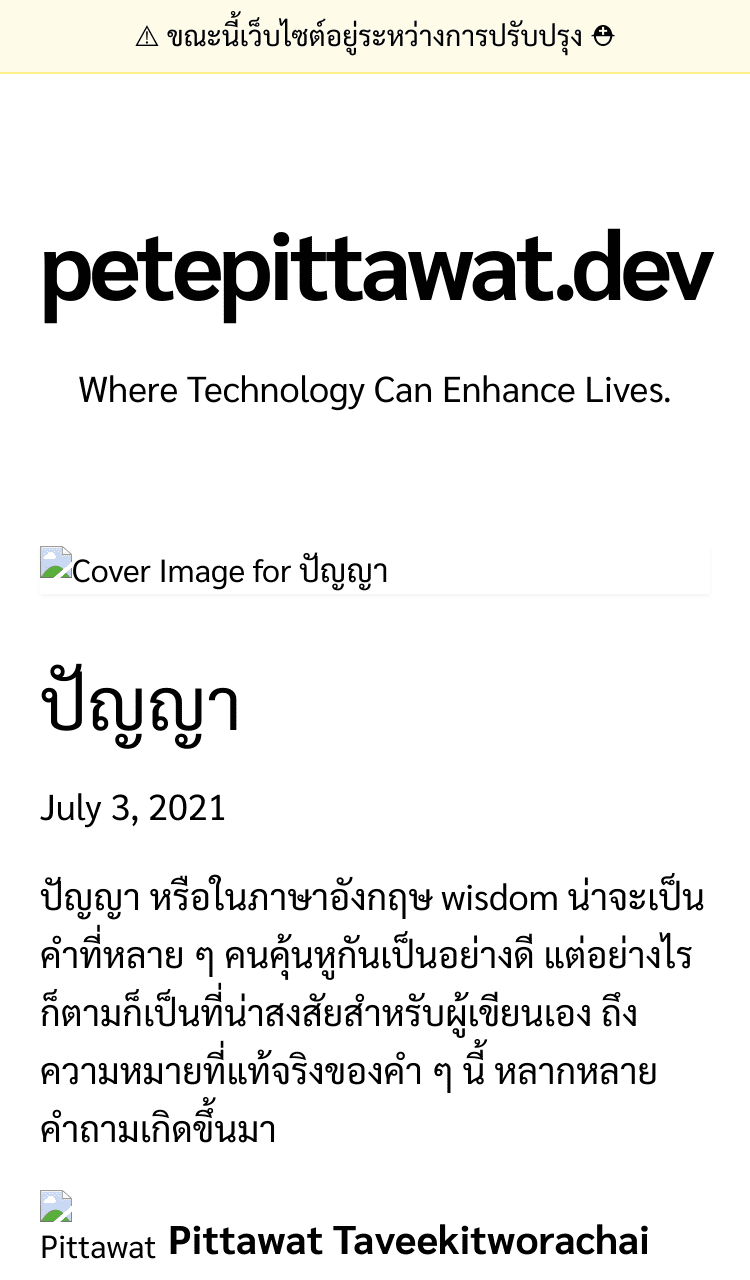 ⚠ ขณะนี้เว็บไซต์อยู่ระหว่างการปรับปรุง ⛑
petepittawat.dev
Where Technology Can Enhance Lives.
Cover Image for ปัญญา
ปัญญา
July 3, 2021
ปัญญา หรือในภาษาอังกฤษ wisdom น่าจะเป็น
คำที่หลาย ๆ คนคุ้นหูกันเป็นอย่างดี แต่อย่างไร
ก็ตามก็เป็นที่น่าสงสัยสำหรับผู้เขียนเอง ถึง
ความหมายที่แท้จริงของคำ ๆ นี้ หลากหลาย
คำถามเกิดขึ้นมา
Pittawat Pittawat Taveekitworachai